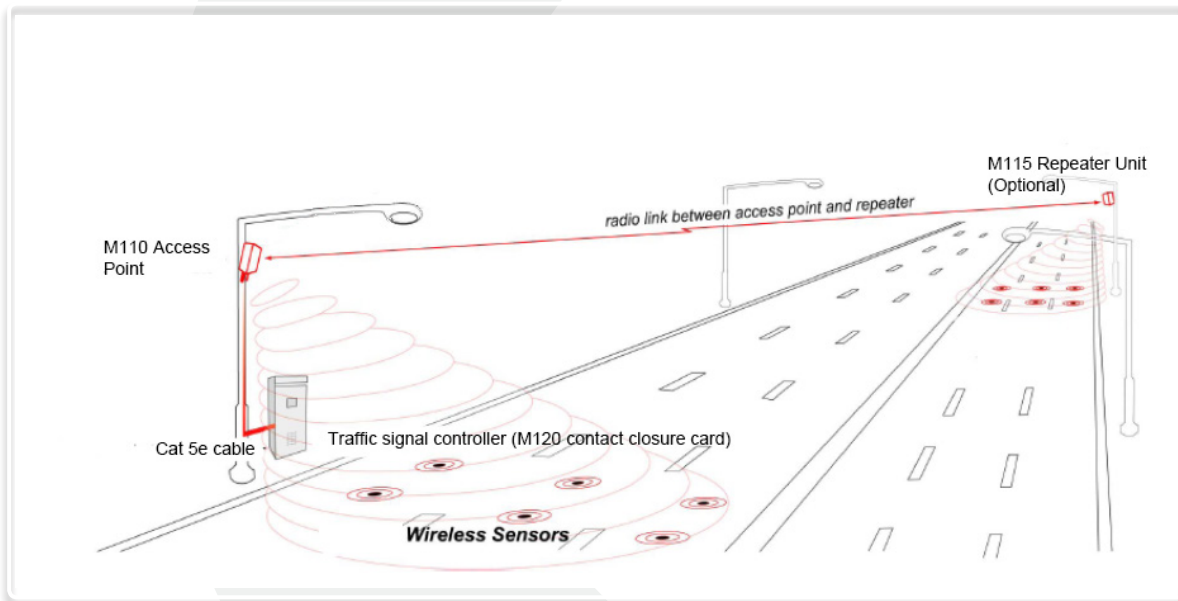 M115 Repeater Unit
(Optional)
radio link between access point and repeater
M110 Access
Point
Traffic signal controller (M120 contact closure card)
Cat 5e cable
Wireless Sensors